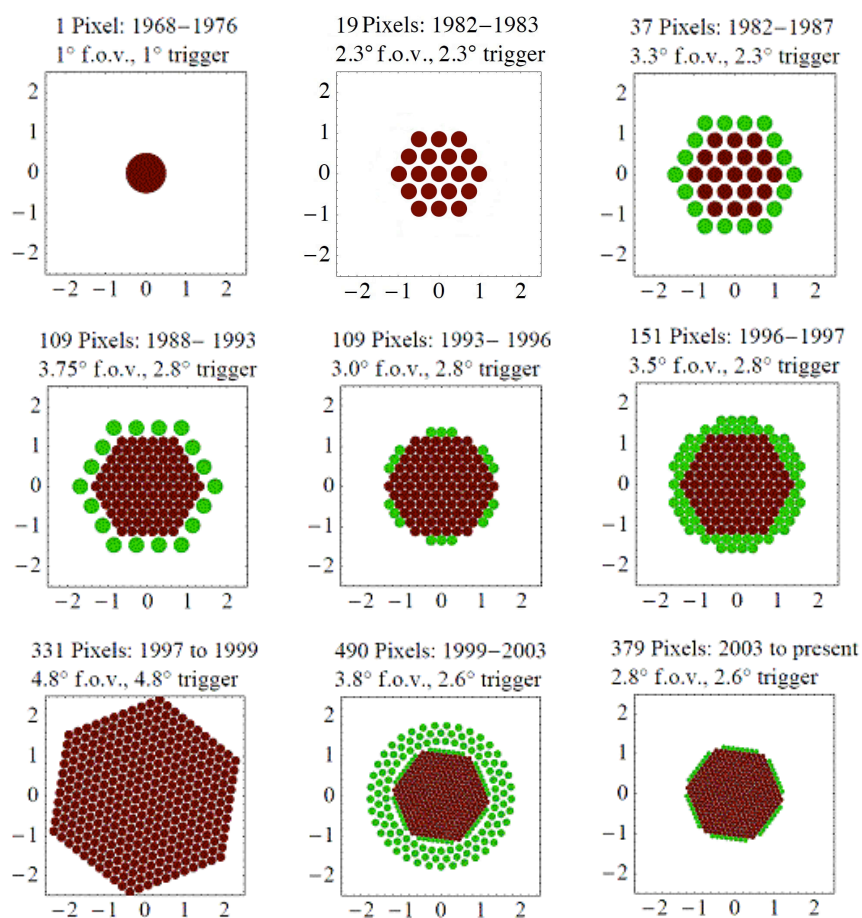 1 Pixel: 1968−1976
1° f.o.v., 1° trigger
2
1
0
−1
−2
−2 −1 0 1 2
19 Pixels: 1982−1983
2.3° f.o.v., 2.3° trigger
2
1
0
−1
−2
−2 −1 0 1 2
37 Pixels: 1982−1987
3.3° f.o.v., 2.3° trigger
2
1
0
−1
−2
−2 −1 0 1 2
109 Pixels: 1988− 1993
3.75° f.o.v., 2.8° trigger
2
1
0
−1
−2
−2 −1 0 1 2
109 Pixels: 1993− 1996
3.0° f.o.v., 2.8° trigger
2
1
0
−1
−2
−2 −1 0 1 2
151 Pixels: 1996−1997
3.5° f.o.v., 2.8° trigger
2
1
0
−1
−2
−2 −1 0 1 2
331 Pixels: 1997 to 1999
4.8° f.o.v., 4.8° trigger
2
1
0
−1
−2
−2 −1 0 1 2
490 Pixels: 1999−2003
3.8° f.o.v., 2.6° trigger
2
1
0
−1
−2
−2 −1 0 1 2
379 Pixels: 2003 to present
2.8° f.o.v., 2.6° trigger
2
1
0
−1
−2
−2 −1 0 1 2